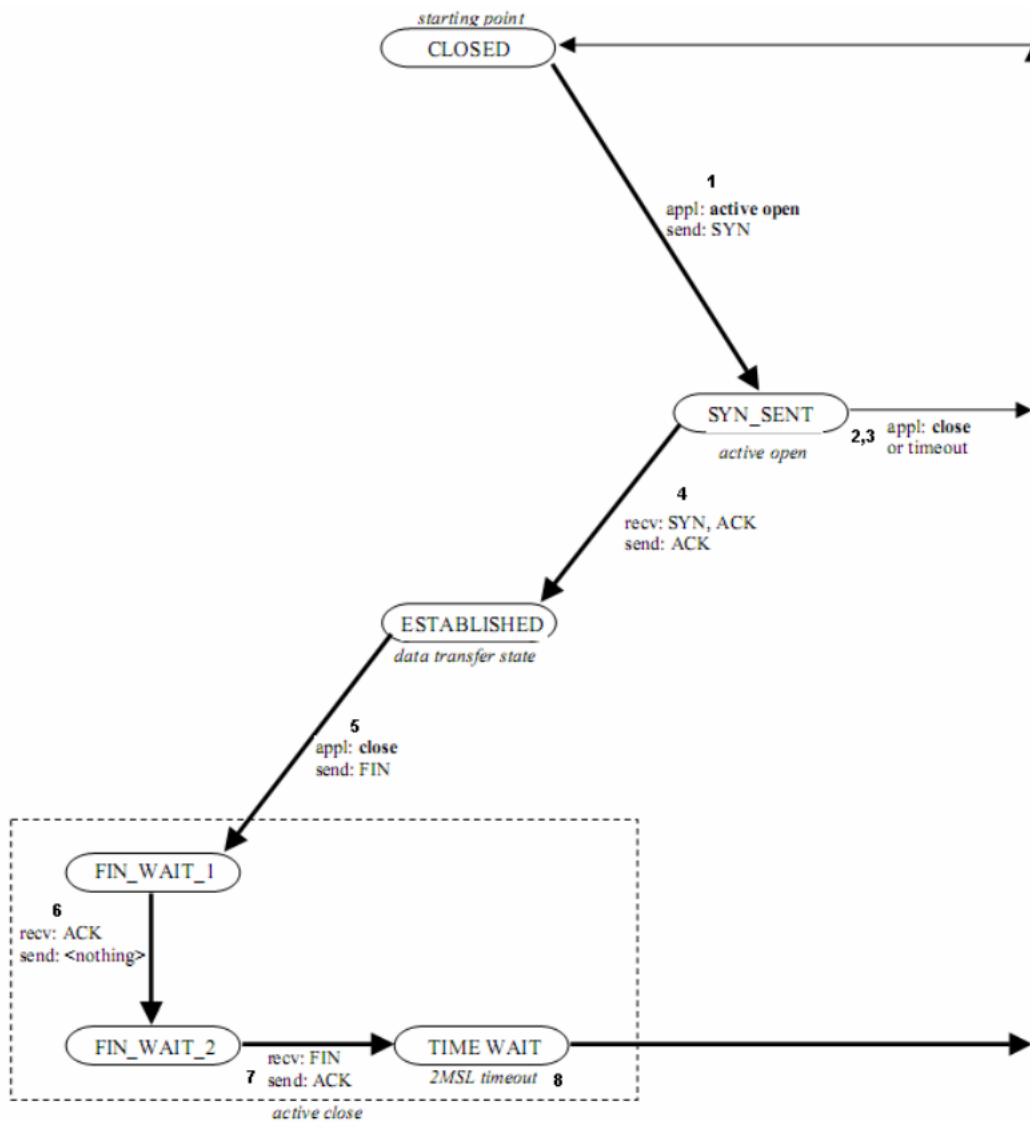 starting point
CLOSED
1
appl: active open
send: SYN
SYN_SENT
active open
2,3
appl: close
or timeout
4
recv: SYN, ACK
send: ACK
ESTABLISHED
data transfer state
5
appl: close
send: FIN
FIN_WAIT_1
6
recv: ACK
send: <nothing>
FIN_WAIT_2
7
recv: FIN
send: ACK
TIME WAIT
2MSL timeout
8
active close